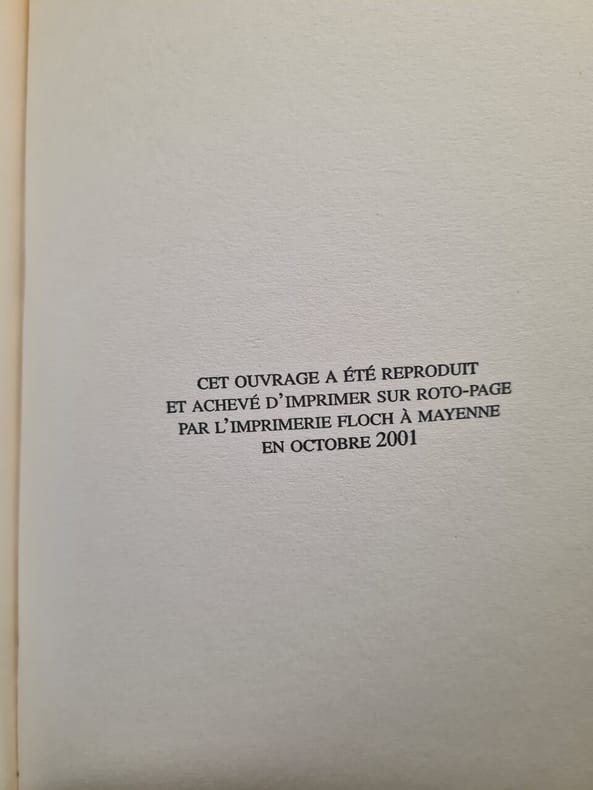 CET OUVRAGE A ÉTÉ REPRODUIT
ET ACHEVÉ D'IMPRIMER SUR ROTO-PAGE
PAR L'IMPRIMERIE FLOCH À MAYENNE
EN OCTOBRE 2001